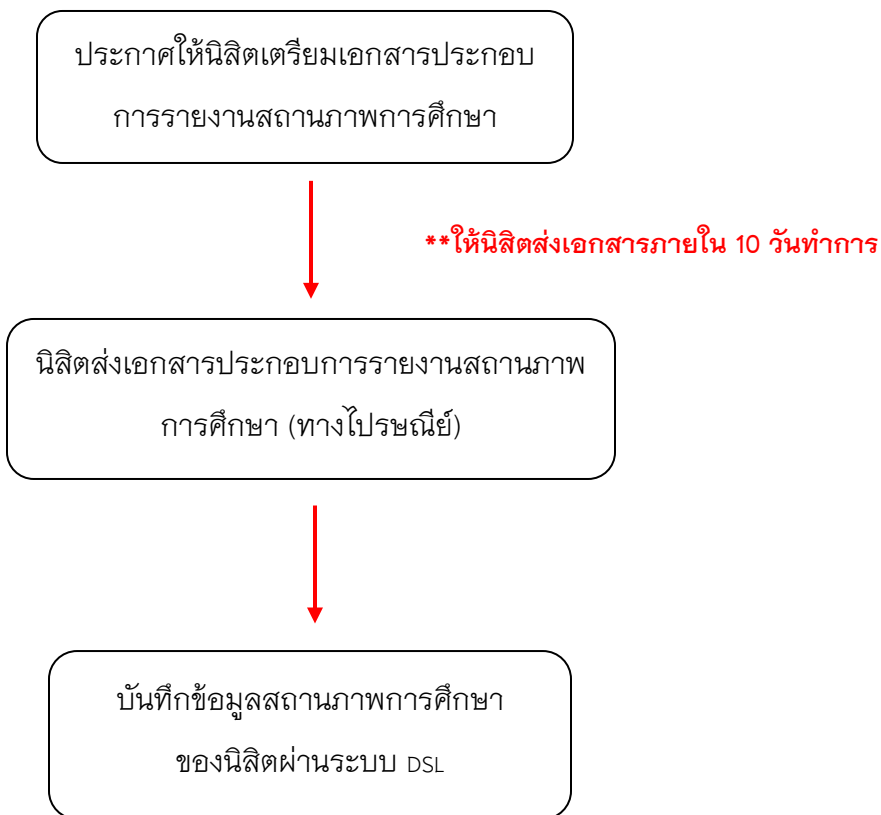 ประกาศให้นิสิตเตรียมเอกสารประกอบ
การรายงานสถานภาพการศึกษา
**ให้นิสิตส่งเอกสารภายใน 10 วันทำการ
นิสิตส่งเอกสารประกอบการรายงานสถานภาพ
การศึกษา (ทางไปรษณีย์)
บันทึกข้อมูลสถานภาพการศึกษา
ของนิสิตผ่านระบบ DSL